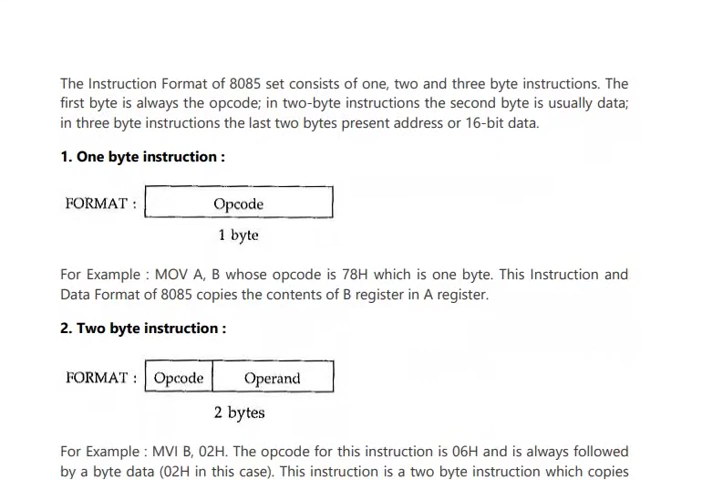 The Instruction Format of 8085 set consists of one, two and three byte instructions. The
first byte is always the opcode; in two-byte instructions the second byte is usually data;
in three byte instructions the last two bytes present address or 16-bit data.
1. One byte instruction :
FORMAT : Opcode
1 byte
For Example : MOV A, B whose opcode is 78H which is one byte. This Instruction and
Data Format of 8085 copies the contents of B register in A register.
2. Two byte instruction :
FORMAT : Opcode Operand
2 bytes
For Example : MVI B, 02H. The opcode for this instruction is 06H and is always followed
by a byte data (02H in this case). This instruction is a two byte instruction which copies